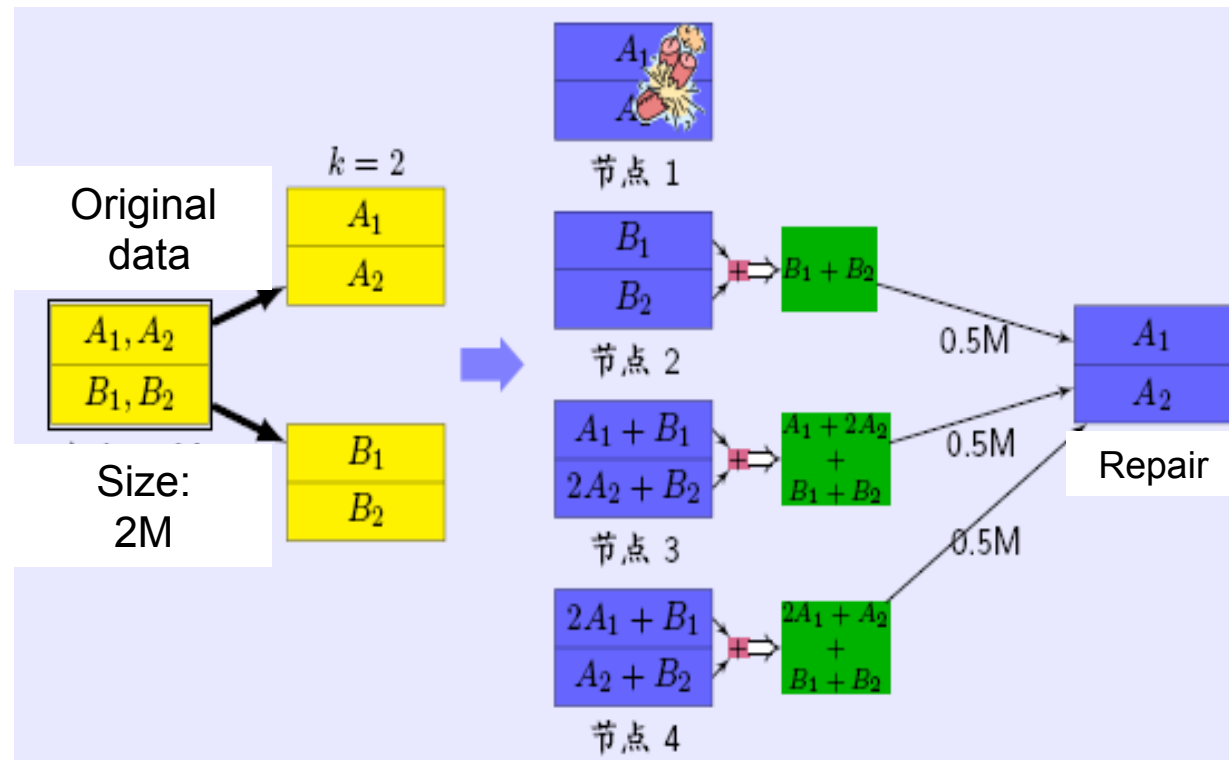 Original
data
A₁, A₂
B₁, B₂
Size:
2M
k = 2
A₁
A₂
B₁
B₂
A₁
节点 1
B₁
B₂
节点 2
+
B₁ + B₂
0.5M
A₁ + B₁
2A₂ + B₂
节点 3
+
A₁ + 2A₂
+
B₁ + B₂
0.5M
2A₁ + B₁
A₂ + B₂
节点 4
+
2A₁ + A₂
+
B₁ + B₂
0.5M
A₁
A₂
Repair